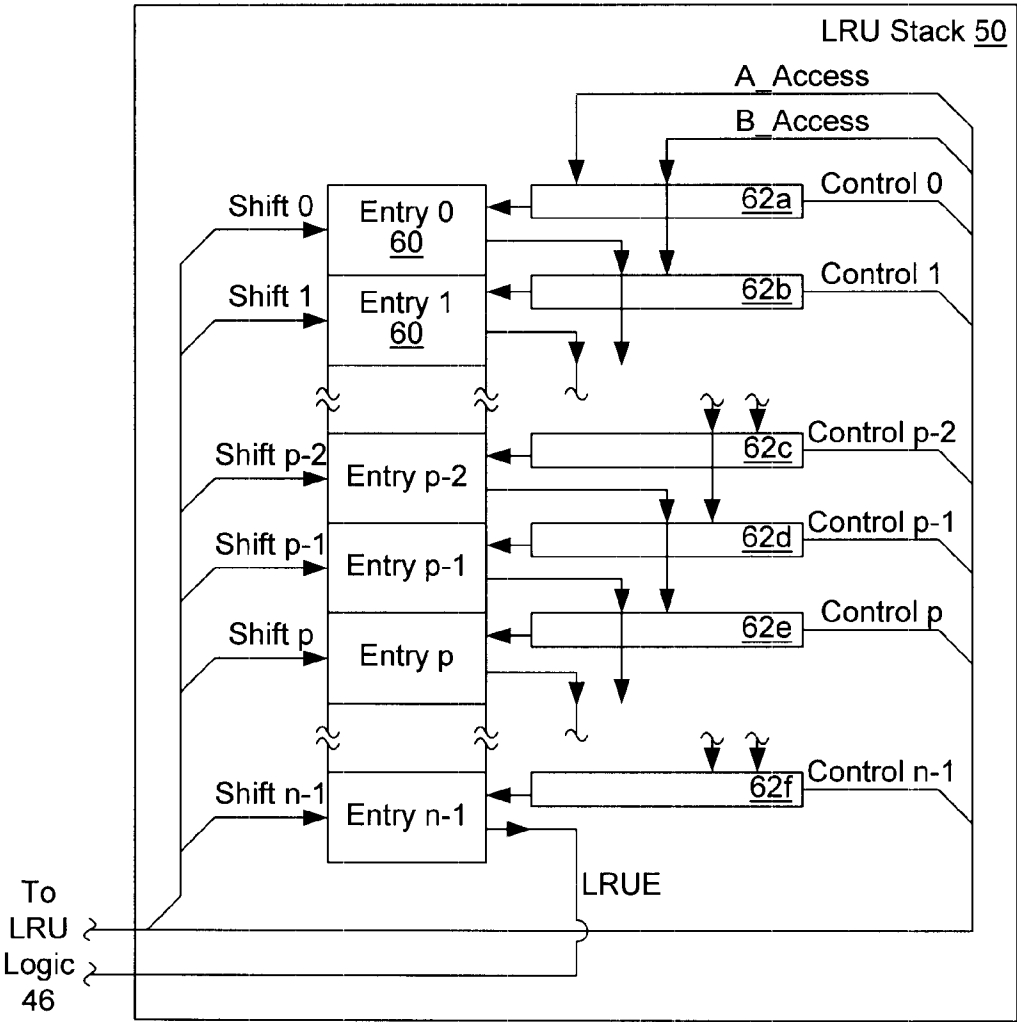 LRU Stack 50
A_Access
B_Access
Shift 0
Entry 0
60
62a
Control 0
Shift 1
Entry 1
60
62b
Control 1
Shift p-2
Entry p-2
62c
Control p-2
Shift p-1
Entry p-1
62d
Control p-1
Shift p
Entry p
62e
Control p
Shift n-1
Entry n-1
62f
Control n-1
LRUE
To
LRU
Logic
46